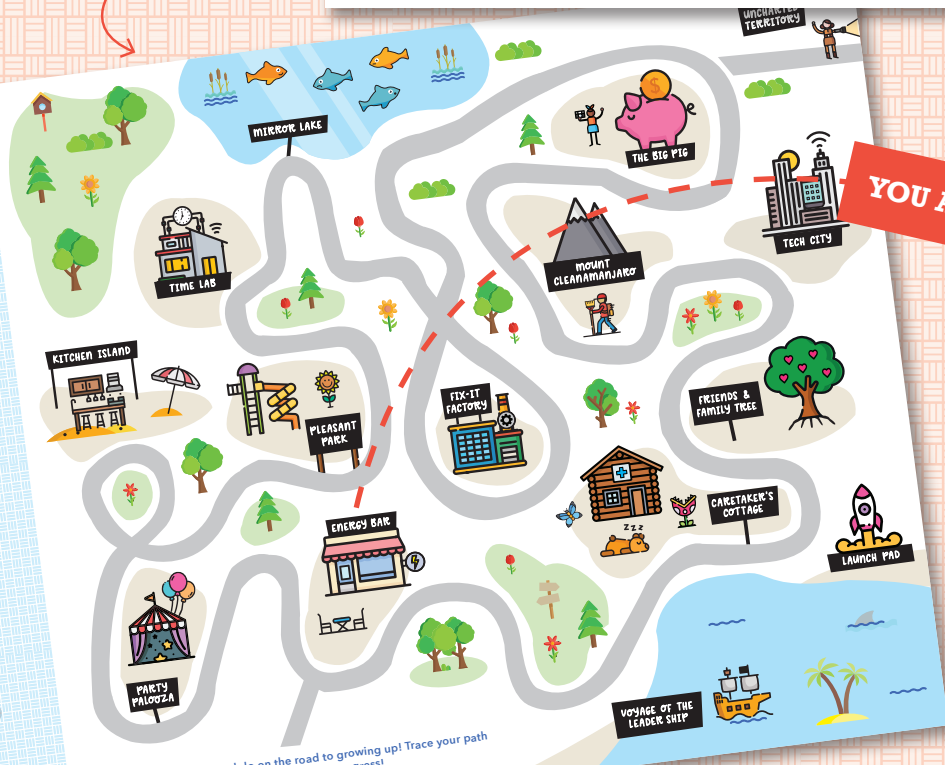 UNCHARTED
TERRITORY
MIRROR LAKE
THE BIG PIG
YOU
TECH CITY
TIME LAB
MOUNT
CLEANAMANJARO
KITCHEN ISLAND
FIX-IT
FACTORY
FRIENDS &
FAMILY TREE
PLEASANT
PARK
CARETAKER'S
COTTAGE
ZZZ
ENERGY BAR
LAUNCH PAD
PARTY
PALOOZA
VOYAGE OF THE
LEADER SHIP
on the road to growing up! Trace your path